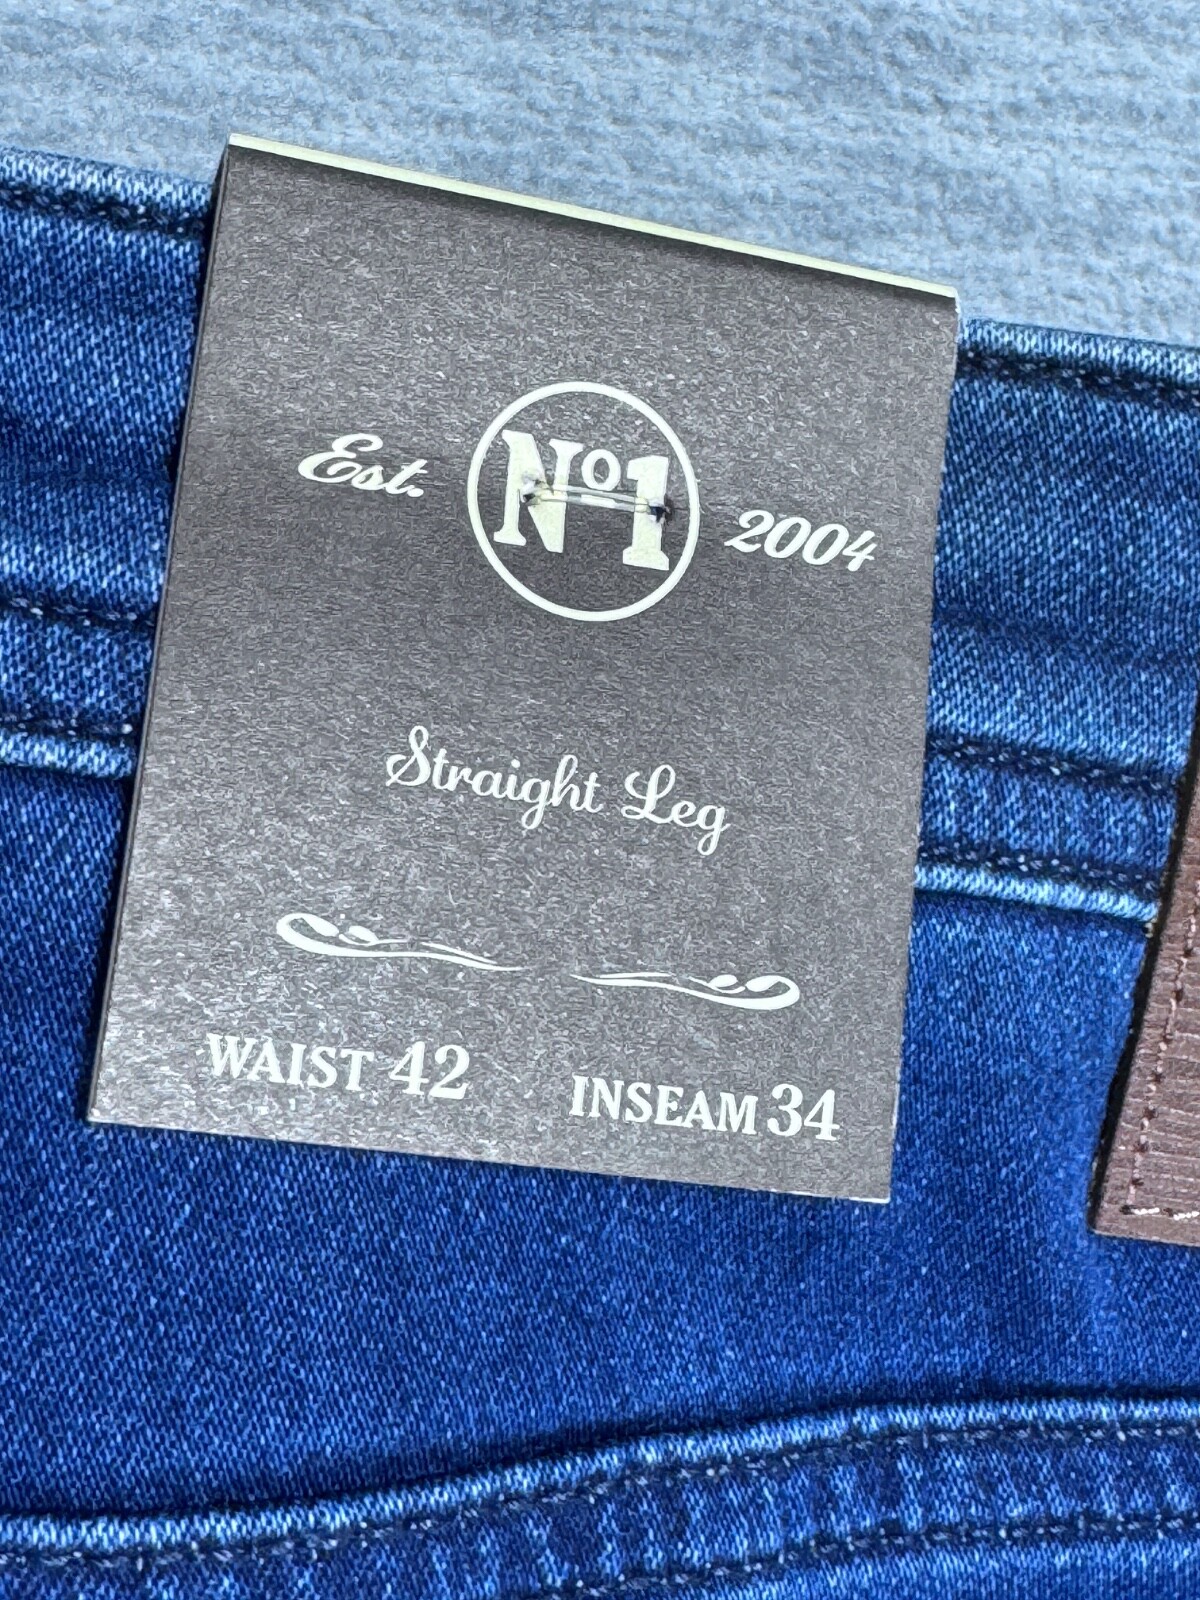 Est. Nº1 2004
Straight Leg
WAIST 42 INSEAM 34